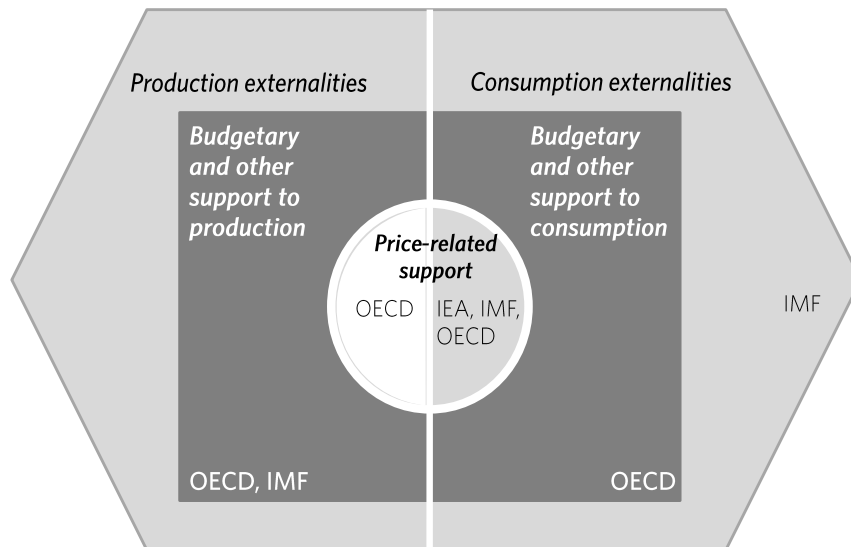 Production externalities
Consumption externalities
Budgetary
and other
support to
production
Budgetary
and other
support to
consumption
Price-related
support
OECD
IEA, IMF,
OECD
IMF
OECD, IMF
OECD